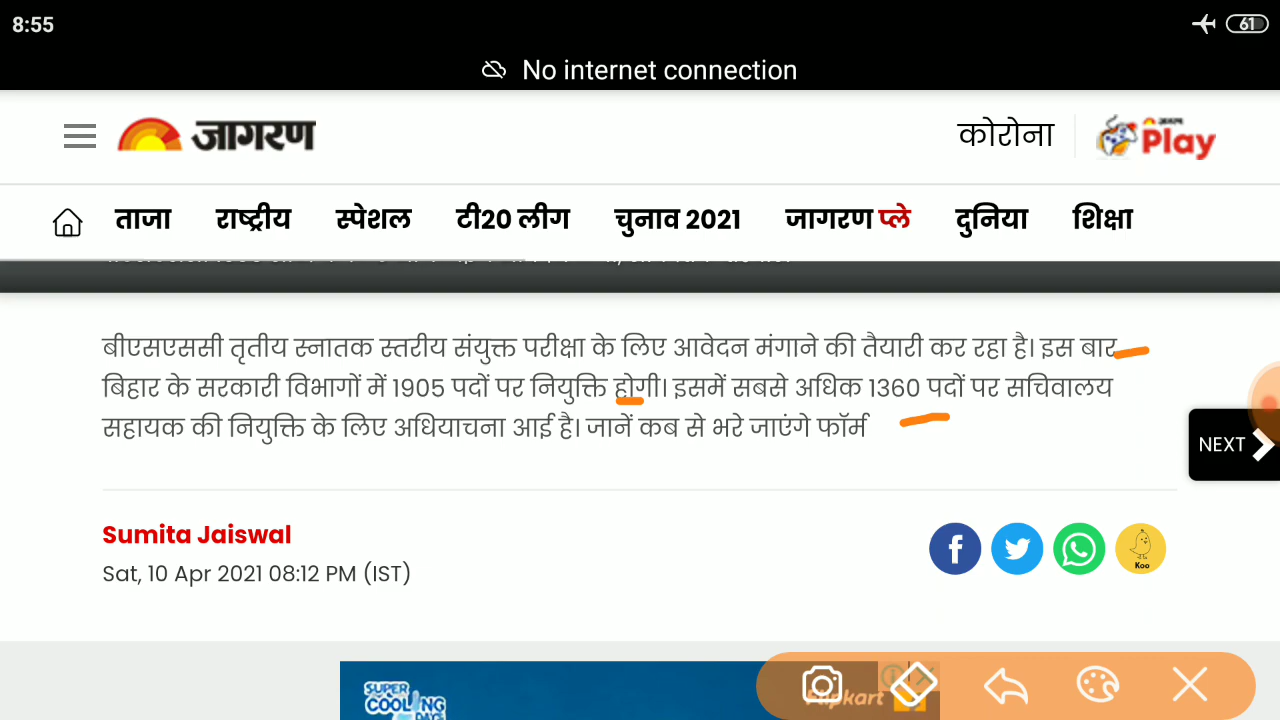 8:55
61
No internet connection
जागरण
कोरोना
जागरण
Play
ताजा राष्ट्रीय स्पेशल टी20 लीग चुनाव 2021 जागरण प्ले दुनिया शिक्षा
बीएसएससी तृतीय स्नातक स्तरीय संयुक्त परीक्षा के लिए आवेदन मंगाने की तैयारी कर रहा है। इस बार
बिहार के सरकारी विभागों में 1905 पदों पर नियुक्ति होगी। इसमें सबसे अधिक 1360 पदों पर सचिवालय
सहायक की नियुक्ति के लिए अधियाचना आई है। जानें कब से भरे जाएंगे फॉर्म
NEXT
Sumita Jaiswal
Sat, 10 Apr 2021 08:12 PM (IST)
Koo
SUPER
COOLING
DAYS
Flipkart